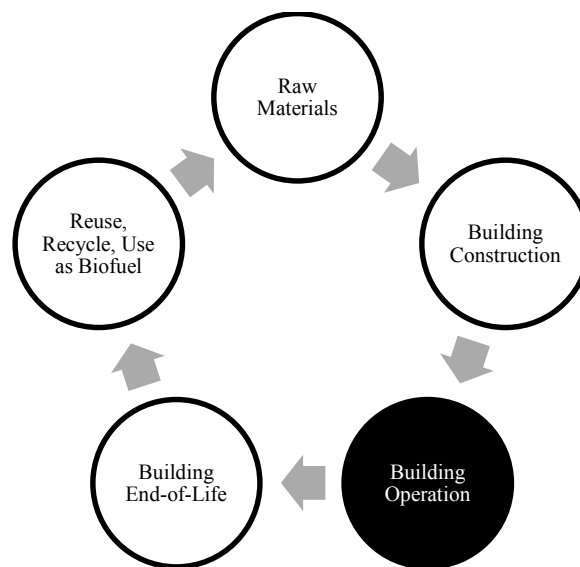 Raw
Materials
Building
Construction
Building
Operation
Building
End-of-Life
Reuse,
Recycle, Use
as Biofuel